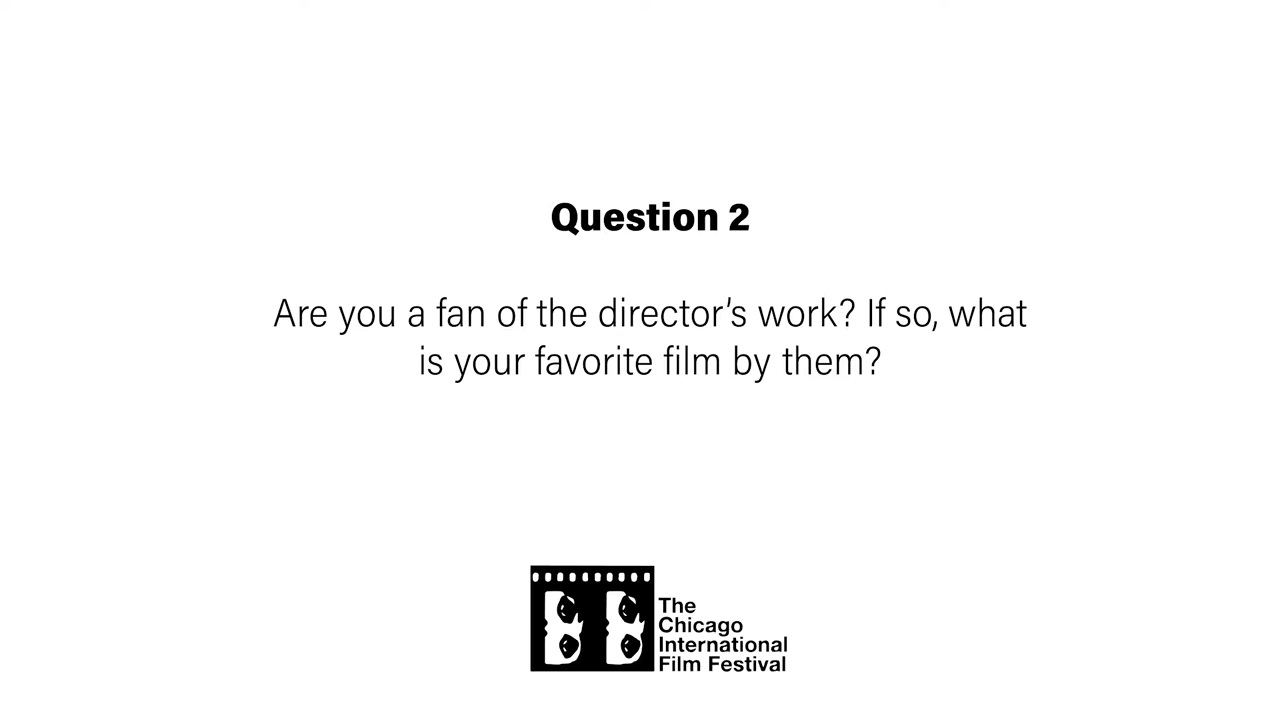 Question 2
Are you a fan of the director’s work? If so, what
is your favorite film by them?
The
Chicago
International
Film Festival